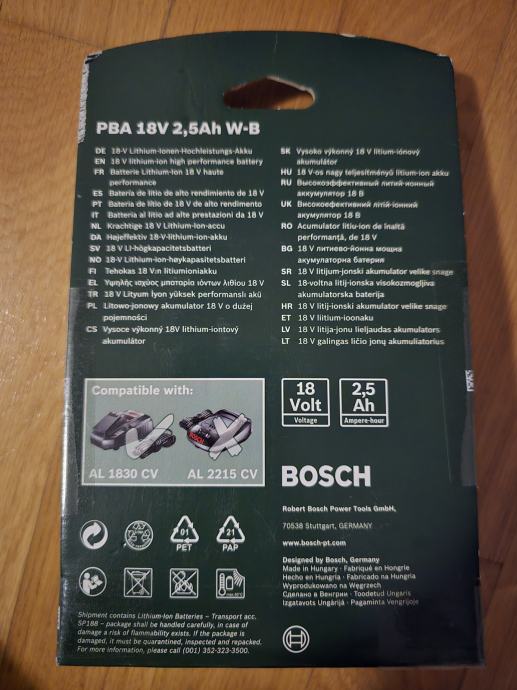 PBA 18V 2,5Ah W-B
DE 18-V Lithium-Ionen-Hochleistungs-Akku
EN 18 V lithium-ion high performance battery
FR Batterie Lithium-ion 18 V haute
performance
ES Batería de litio de alto rendimiento de 18 V
PT Bateria de lítio de 18 V de alto rendimento
IT Batteria al litio ad alte prestazioni da 18 V
NL Krachtige 18 V Lithium-Ion-accu
DA Højeffektiv 18-V-lithium-ion-akku
SV 18 V LI-högkapacitetsbatteri
NO 18-V Lithium-ion-høykapasitetsbatteri
FI Tehokas 18 V:n litiumioniakku
EL Υψηλής ισχύος μπαταρία ιόντων λιθίου 18 V
TR 18 V Lityum İyon yüksek performanslı akü
PL Litowo-jonowy akumulator 18 V o dużej
pojemności
CS Vysoce výkonný 18V lithium-iontový
akumulátor
SK Vysoko výkonný 18 V lítium-iónový
akumulátor
HU 18 V-os nagy teljesítményű lítium-ion akku
RU Высокоэффективный литий-ионный
аккумулятор 18 В
UK Високоефективний літій-іонний
акумулятор 18 В
RO Acumulator litiu-ion de înaltă
performanță, de 18 V
BG 18 V литиево-йонна мощна
акумулаторна батерия
SR 18 V litijum-jonski akumulator velike snage
SL 18-voltna litij-ionska visokozmogljiva
akumulatorska baterija
HR 18 V litij-ionski akumulator velike snage
ET 18 V liitium-ioonaku
LV 18 V litija-jonu lieljaudas akumulators
LT 18 V galingas ličio jonų akumuliatorius
Compatible with:
AL 1830 CV
AL 2215 CV
18
Volt
Voltage
2,5
Ah
Ampere-hour
BOSCH
Robert Bosch Power Tools GmbH,
70538 Stuttgart, GERMANY
www.bosch-pt.com
Designed by Bosch, Germany
Made in Hungary · Fabriqué en Hongrie
Hecho en Hungría · Fabricado na Hungria
Wyprodukowano na Węgrzech
Сделано в Венгрии · Toodetud Ungaris
Izgatavots Ungārijā · Pagaminta Vengrijoje
01
PET
21
PAP
Shipment contains Lithium-Ion Batteries – Transport acc.
SP188 – package shall be handled carefully, in case of
damage a risk of flammability exists. If the package is
damaged, it must be quarantined, inspected and repacked.
For more information, please call (001) 352-323-3500.